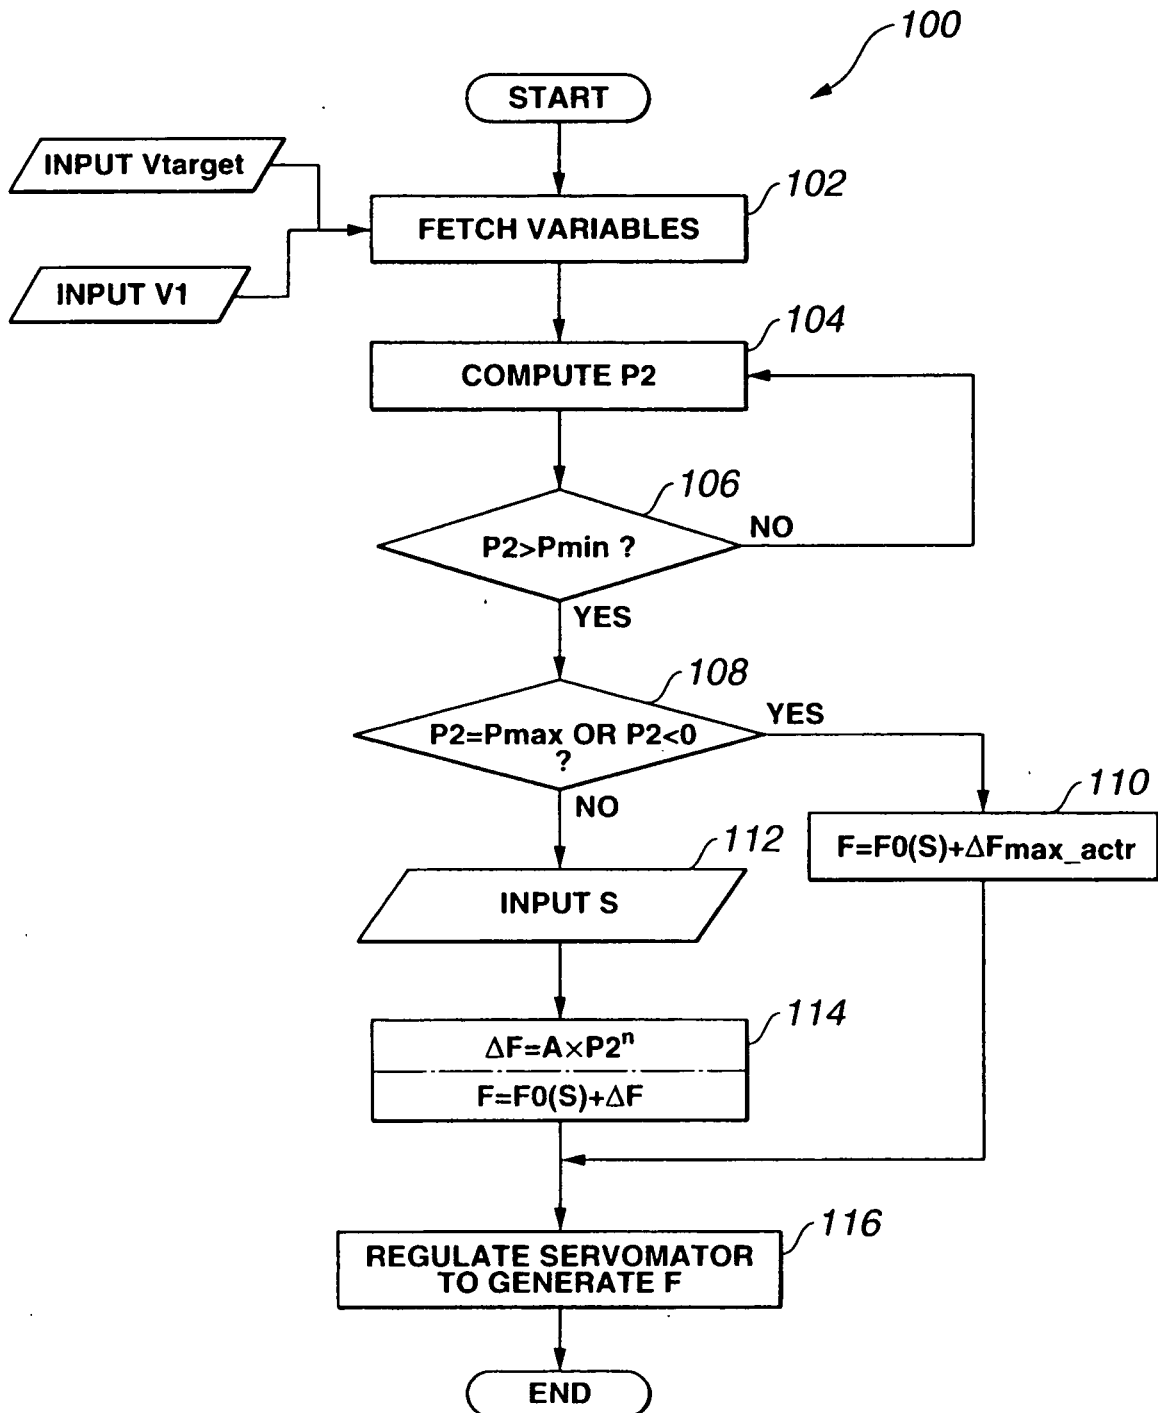 100
START
INPUT Vtarget
102
FETCH VARIABLES
INPUT V1
104
COMPUTE P2
106
P2>Pmin ?
NO
YES
108
P2=Pmax OR P2<0
?
YES
NO
110
F=F0(S)+ΔFmax_actr
112
INPUT S
114
ΔF=A×P2ⁿ
F=F0(S)+ΔF
116
REGULATE SERVOMATOR
TO GENERATE F
END